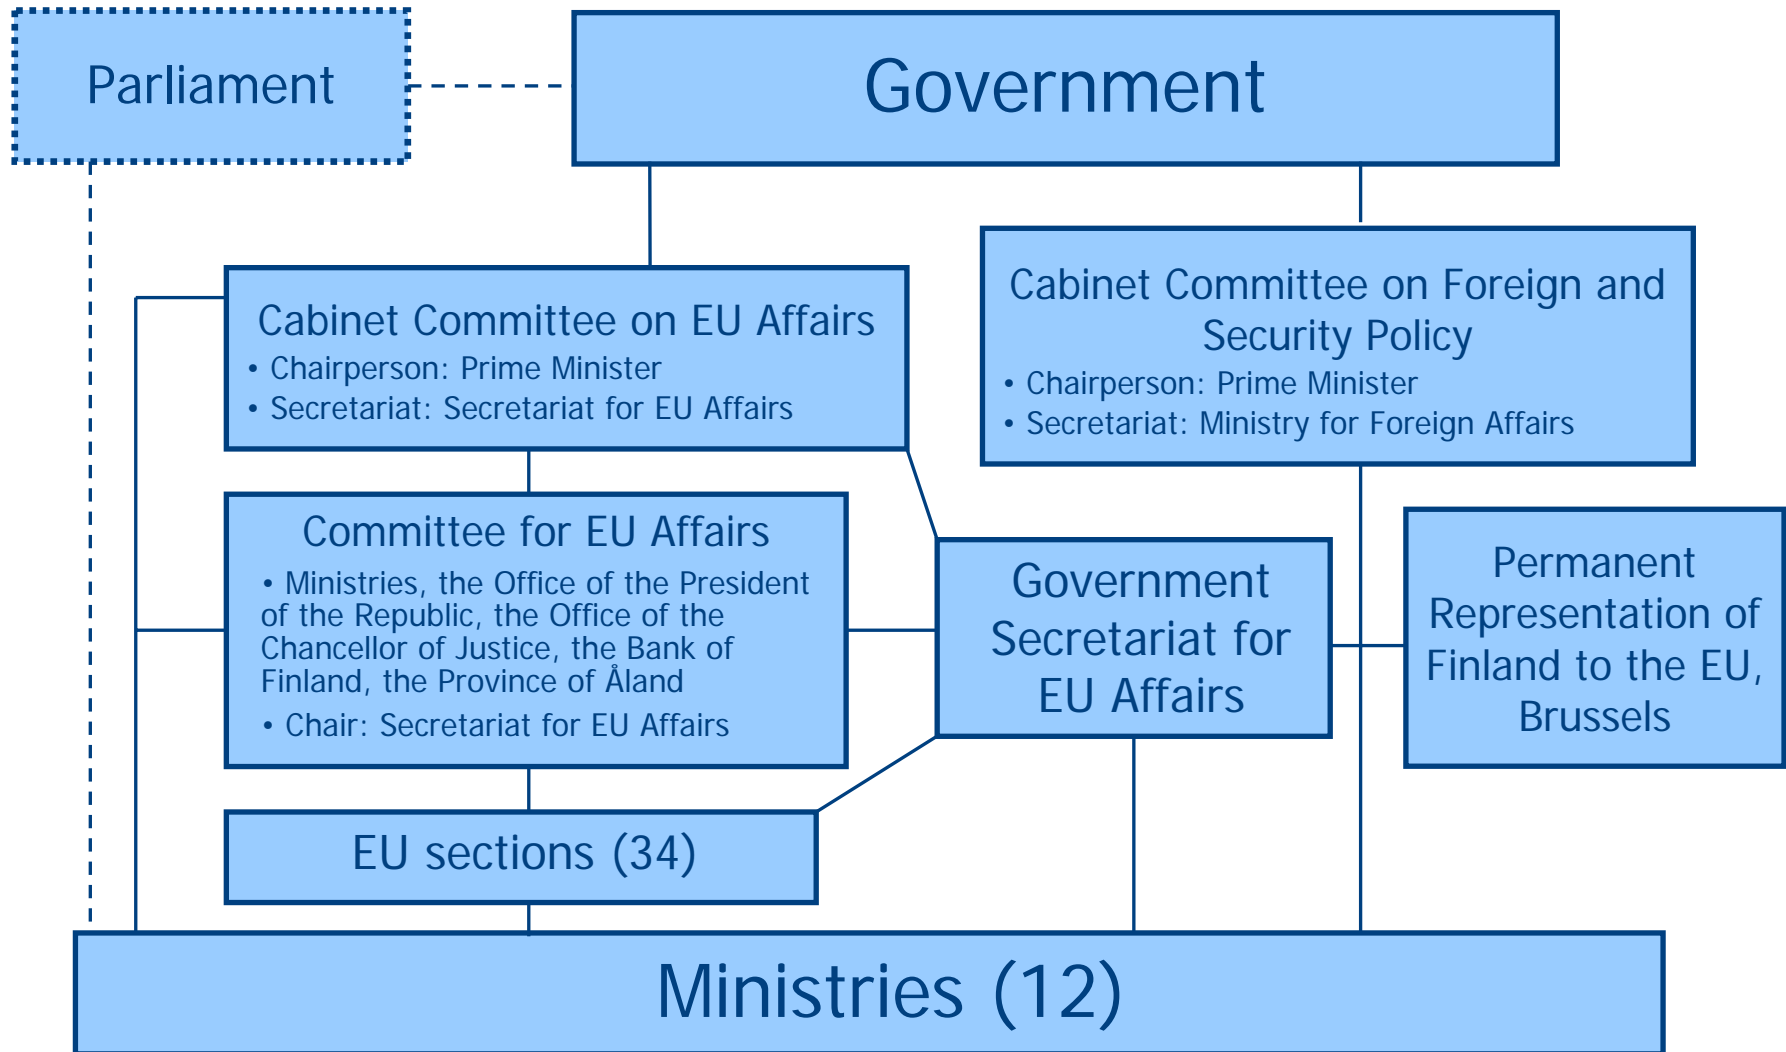 Parliament
Government
Cabinet Committee on EU Affairs
• Chairperson: Prime Minister
• Secretariat: Secretariat for EU Affairs
Cabinet Committee on Foreign and
Security Policy
• Chairperson: Prime Minister
• Secretariat: Ministry for Foreign Affairs
Committee for EU Affairs
• Ministries, the Office of the President
of the Republic, the Office of the
Chancellor of Justice, the Bank of
Finland, the Province of Åland
• Chair: Secretariat for EU Affairs
Government
Secretariat for
EU Affairs
Permanent
Representation of
Finland to the EU,
Brussels
EU sections (34)
Ministries (12)